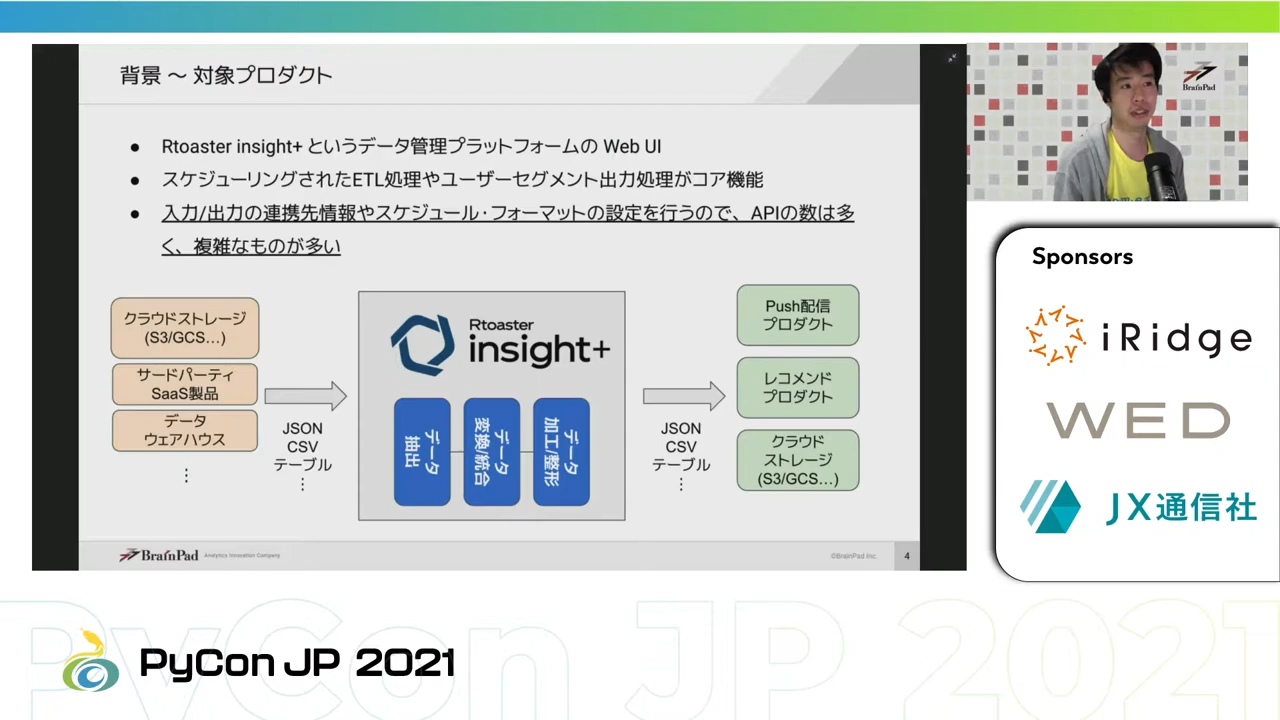 背景 ～ 対象プロダクト
● Rtoaster insight+ というデータ管理プラットフォームの Web UI
● スケジューリングされたETL処理やユーザーセグメント出力処理がコア機能
● 入力/出力の連携先情報やスケジュール・フォーマットの設定を行うので、APIの数は多
く、複雑なものが多い
クラウドストレージ
(S3/GCS...)
サードパーティ
SaaS製品
データ
ウェアハウス
⋮
JSON
CSV
テーブル
⋮
Rtoaster
insight+
データ
抽出
データ
変換/統合
データ
加工/整形
JSON
CSV
テーブル
⋮
Push配信
プロダクト
レコメンド
プロダクト
クラウド
ストレージ
(S3/GCS...)
BrainPad Analytics Innovation Company
©BrainPad Inc.
4
BrainPad
Sponsors
iRidge
WED
JX通信社
PyCon JP 2021
PyCon JP 2021